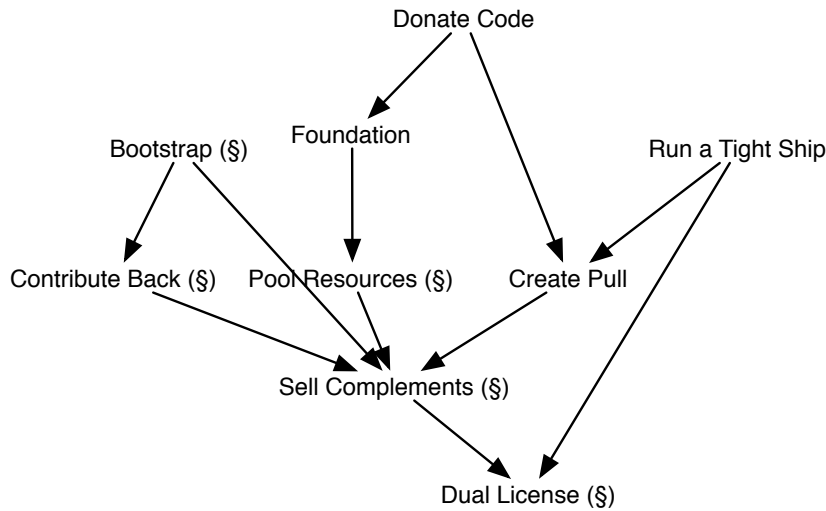 Donate Code
Foundation
Bootstrap (§)
Run a Tight Ship
Contribute Back (§)
Pool Resources (§)
Create Pull
Sell Complements (§)
Dual License (§)